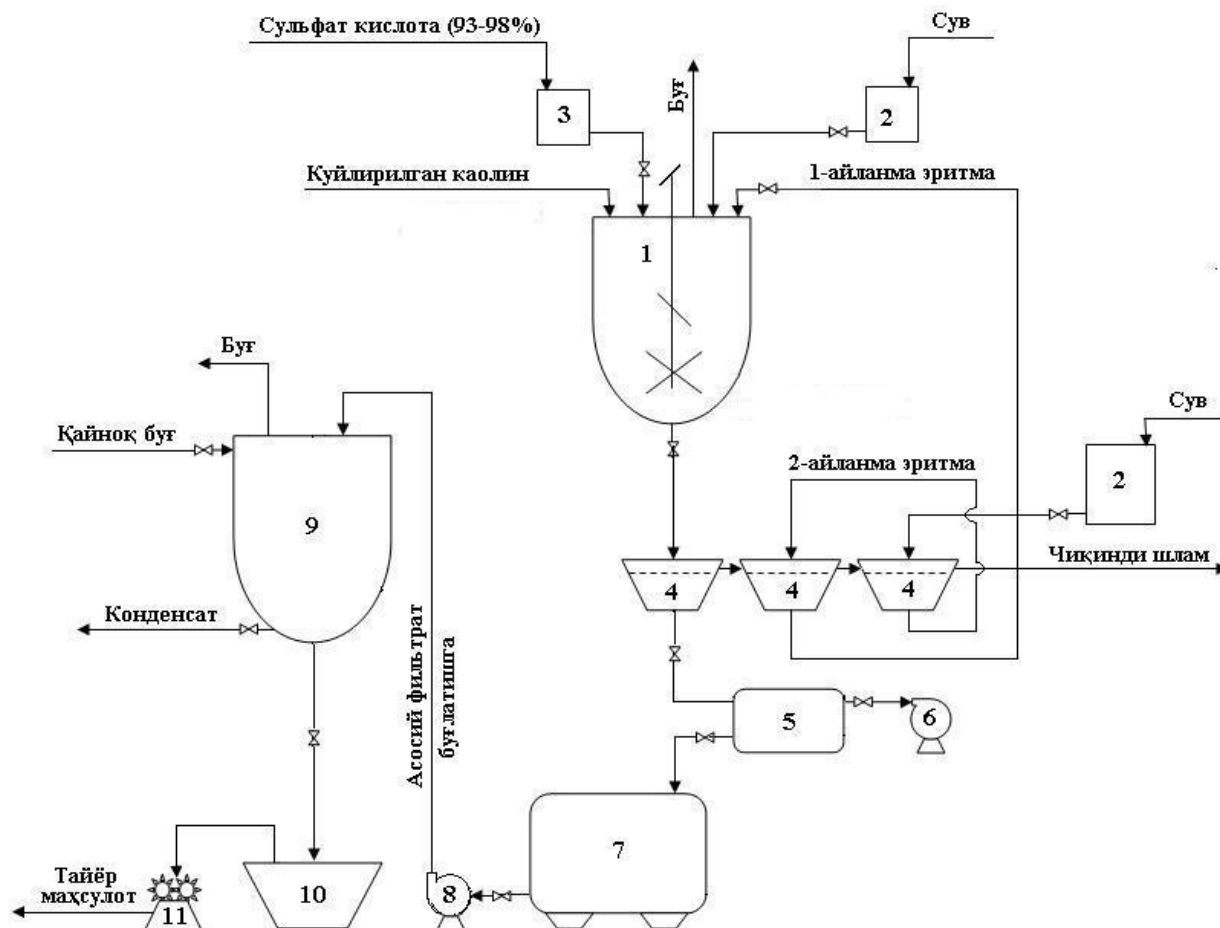 Сульфат кислота (93-98%)
Сув
Буғ
3
2
Куйлирилган каолин
1-айланма эритма
1
Буғ
Қайноқ буғ
Сув
2-айланма эритма
2
9
Чиқинди шлам
4
4
4
Конденсат
Асосий фильтрат
буғлатишга
5
6
7
Тайёр
маҳсулот
8
10
11